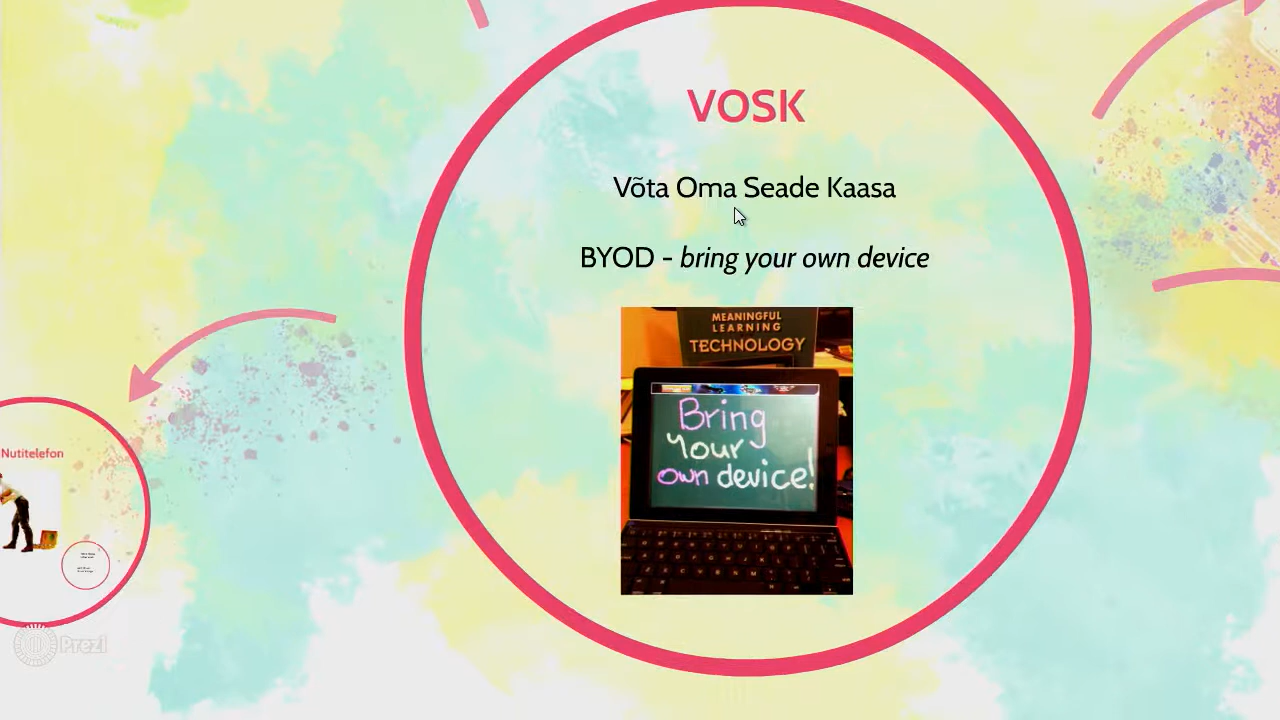 VOSK
Võta Oma Seade Kaasa
BYOD - bring your own device
MEANINGFUL
LEARNING
TECHNOLOGY
Bring
Your
own device!
Nutitelefon
Prezi